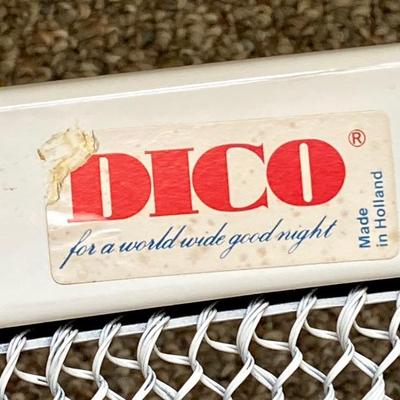 DICO®
for a world wide good night
Made
in Holland